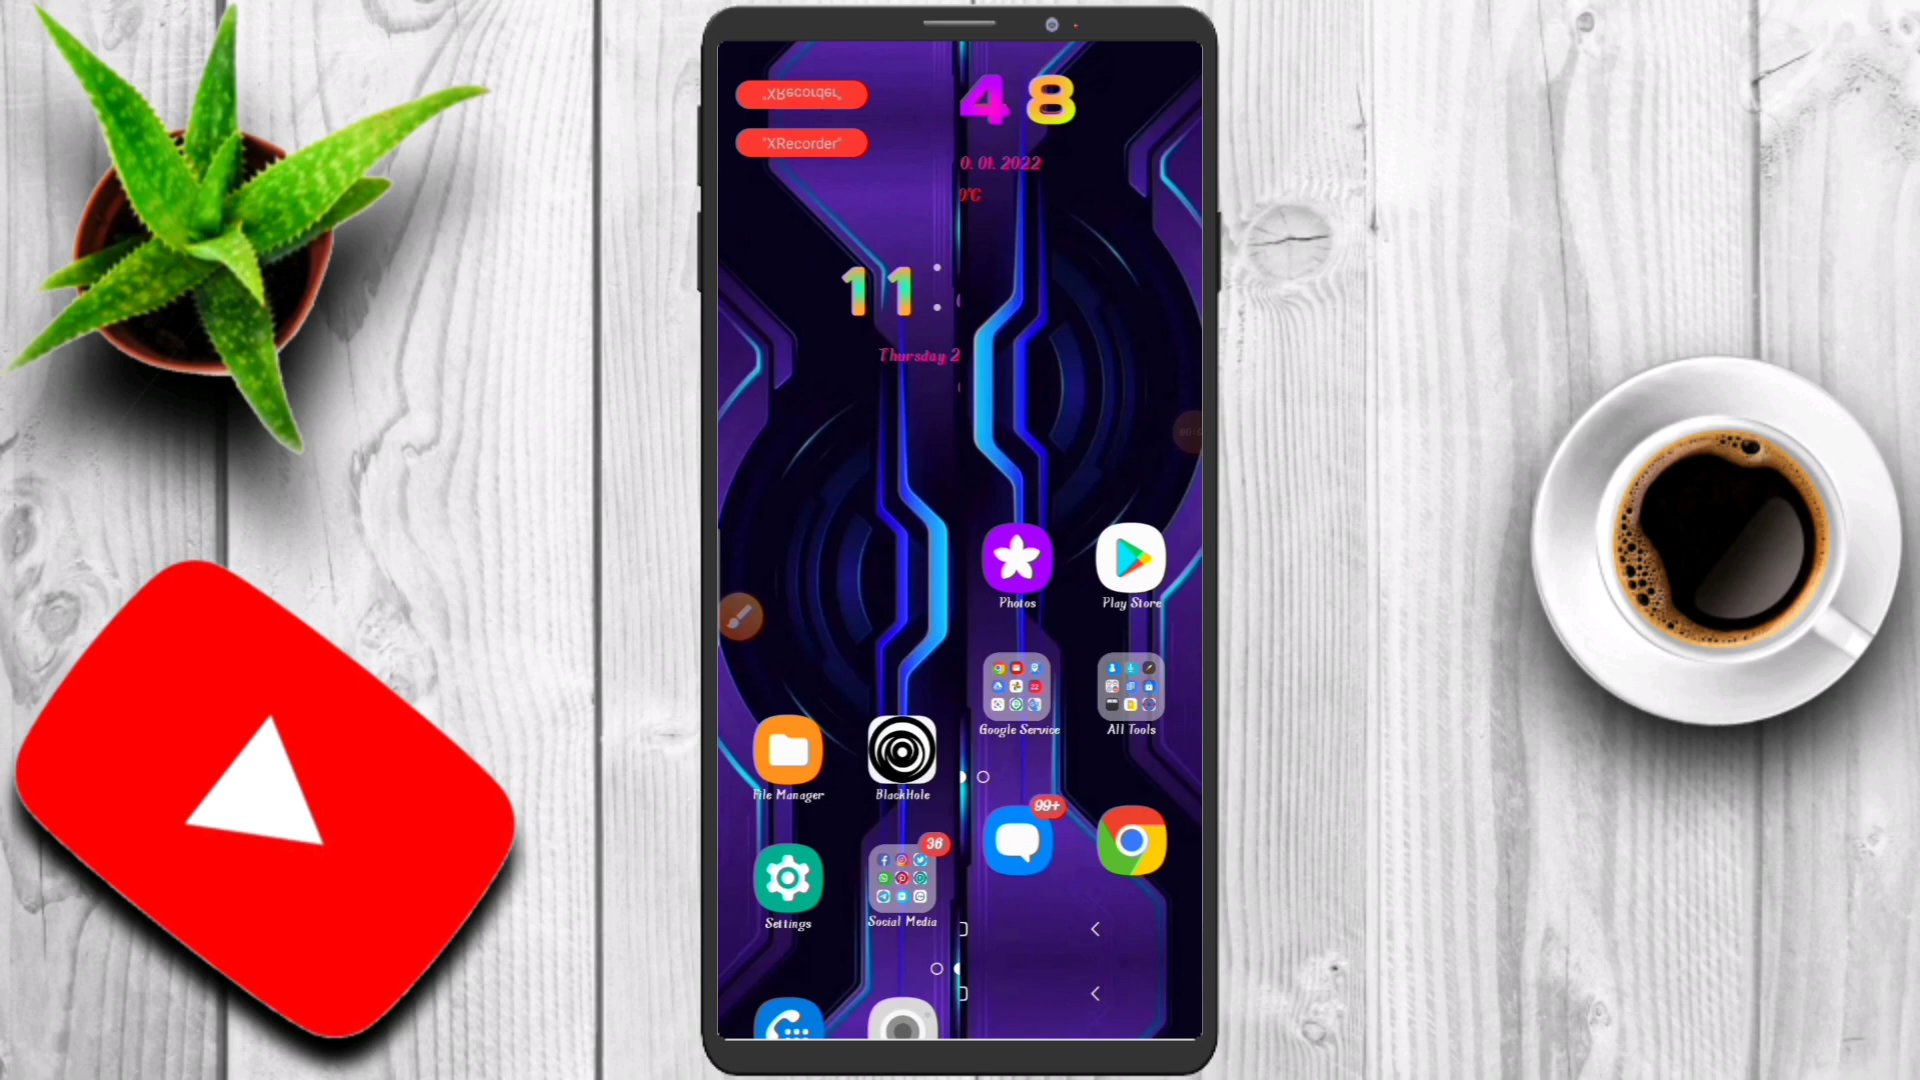 "XRecorder"
"XRecorder"
4 8
0. 01. 2022
0°C
11 :
Thursday 2
Photos
Play Store
Google Service
All Tools
File Manager
BlackHole
99+
36
Settings
Social Media